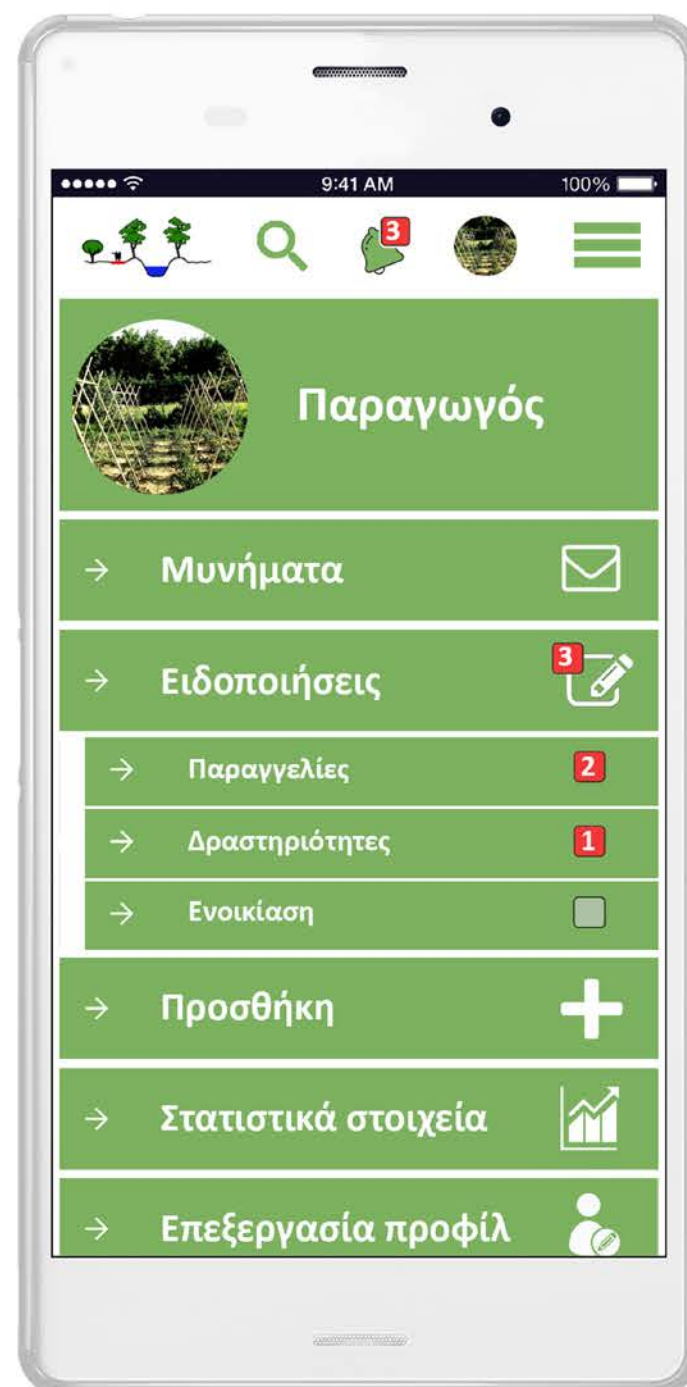 9:41 AM 100%
3
Παραγωγός
Μυνήματα
Ειδοποιήσεις 3
Παραγγελίες 2
Δραστηριότητες 1
Ενοικίαση
Προσθήκη
Στατιστικά στοιχεία
Επεξεργασία προφίλ